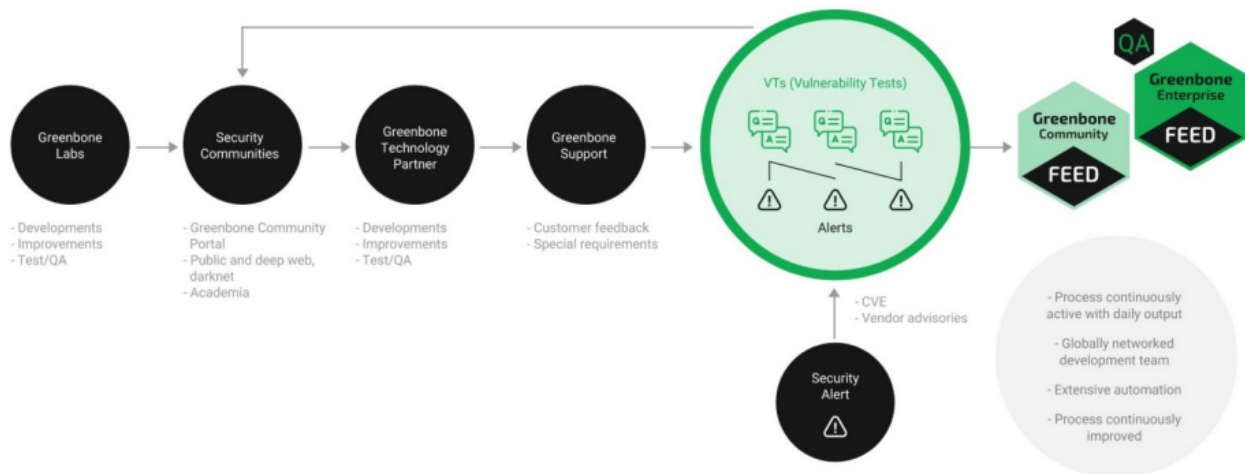 Greenbone
Labs
- Developments
- Improvements
- Test/QA
Security
Communities
- Greenbone Community
Portal
- Public and deep web,
darknet
- Academia
Greenbone
Technology
Partner
- Developments
- Improvements
- Test/QA
Greenbone
Support
- Customer feedback
- Special requirements
VTs (Vulnerability Tests)
Q
A
Q
A
Q
A
Alerts
- CVE
- Vendor advisories
Security
Alert
Greenbone
Community
FEED
QA
Greenbone
Enterprise
FEED
- Process continuously
active with daily output
- Globally networked
development team
- Extensive automation
- Process continuously
improved